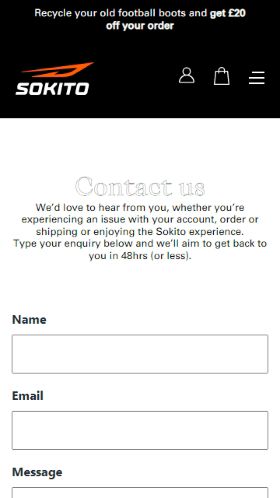 Recycle your old football boots and get £20
off your order
SOKITO
Contact us
We'd love to hear from you, whether you're
experiencing an issue with your account, order or
shipping or enjoying the Sokito experience.
Type your enquiry below and we'll aim to get back to
you in 48hrs (or less).
Name
Email
Message